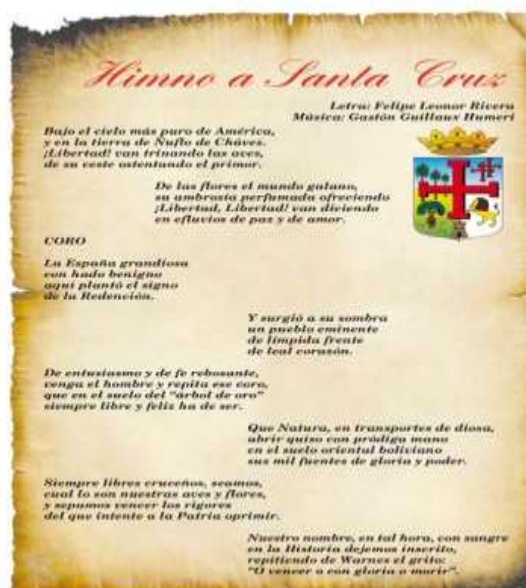 Himno a Santa Cruz
Letra: Felipe Leonor Rivera
Música: Gastón Guillaux Humeri
Bajo el cielo más puro de América,
y en la tierra de Ñuflo de Cháves.
¡Libertad! van trinando las aves,
de su veste ostentando el primor.
De las flores el mundo galano,
su ambrosia perfumada ofreciendo
¡Libertad, Libertad! van diciendo
en efluvios de paz y de amor.
CORO
La España grandiosa
con hado benigno
aquí plantó el signo
de la Redención.
Y surgió a su sombra
un pueblo eminente
de límpida frente
de leal corazón.
De entusiasmo y de fe rebosante,
venga el hombre y repita ese coro,
que en el suelo del "árbol de oro"
siempre libre y feliz ha de ser.
Que Natura, en transportes de diosa,
abrir quiso con pródiga mano
en el suelo oriental boliviano
sus mil fuentes de gloria y poder.
Siempre libres cruceños, seamos,
cual lo son nuestras aves y flores,
y sepamos vencer los rigores
del que intente a la Patria oprimir.
Nuestro nombre, en tal hora, con sangre
en la Historia dejemos inscrito,
repitiendo de Warnes el grito:
"O vencer o con gloria o morir".